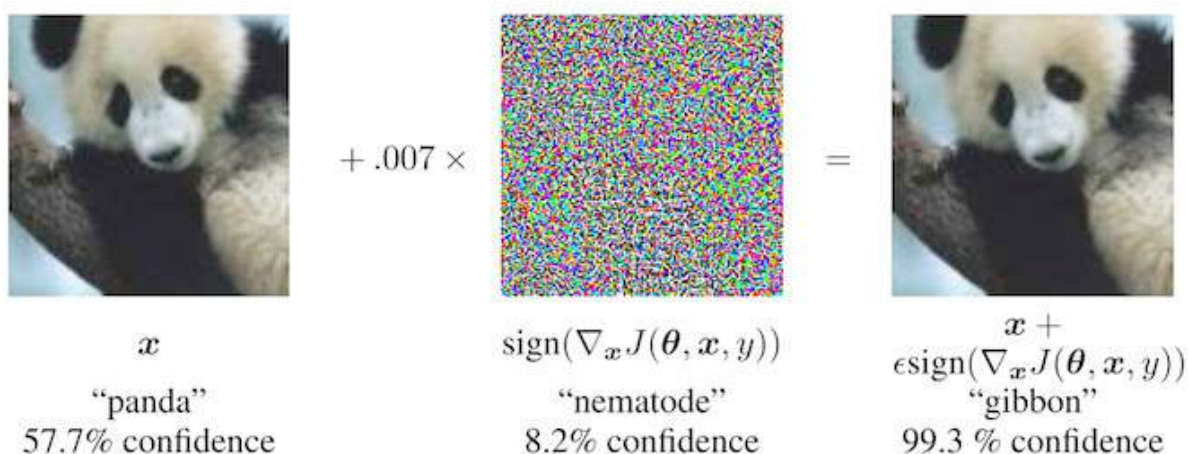 + .007 ×
=
x
sign(∇ₓJ(θ, x, y))
x +
ϵsign(∇ₓJ(θ, x, y))
“panda”
“nematode”
“gibbon”
57.7% confidence
8.2% confidence
99.3 % confidence